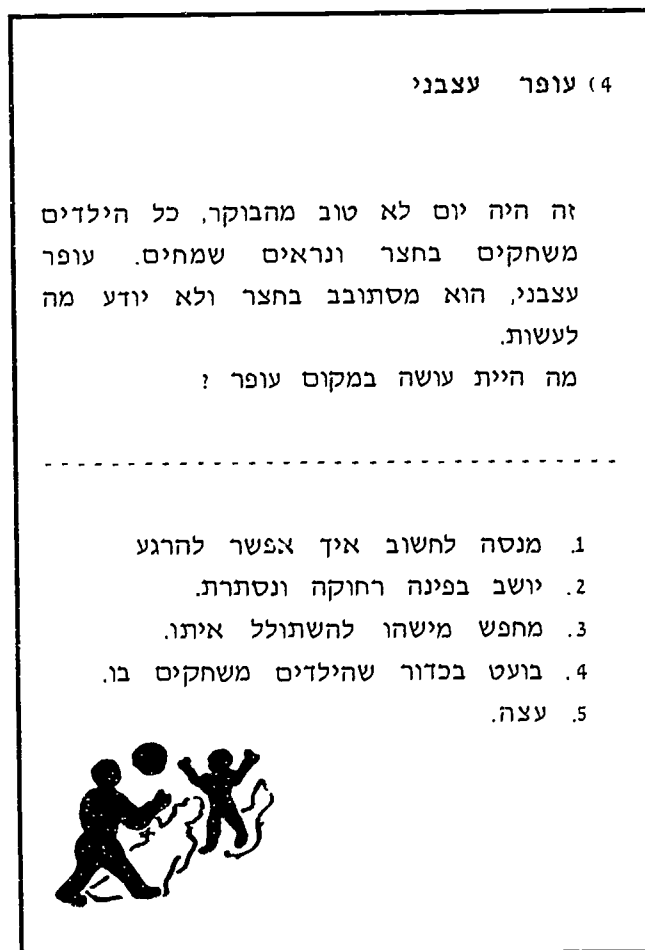 4) עופר עצבני
זה היה יום לא טוב מהבוקר, כל הילדים
משחקים בחצר ונראים שמחים. עופר
עצבני, הוא מסתובב בחצר ולא יודע מה
לעשות.
מה היית עושה במקום עופר ?
1. מנסה לחשוב איך אפשר להרגע
2. יושב בפינה רחוקה ונסתרת.
3. מחפש מישהו להשתולל איתו.
4. בועט בכדור שהילדים משחקים בו.
5. עצה.